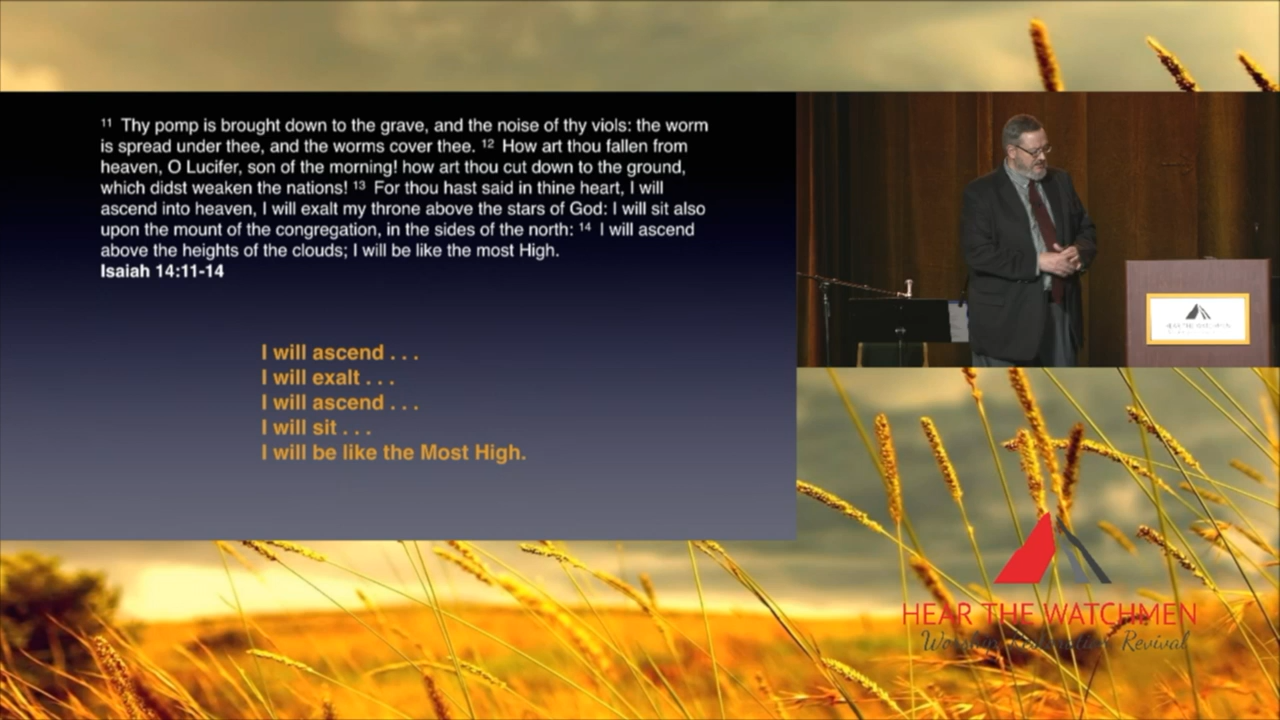 11 Thy pomp is brought down to the grave, and the noise of thy viols: the worm
is spread under thee, and the worms cover thee. 12 How art thou fallen from
heaven, O Lucifer, son of the morning! how art thou cut down to the ground,
which didst weaken the nations! 13 For thou hast said in thine heart, I will
ascend into heaven, I will exalt my throne above the stars of God: I will sit also
upon the mount of the congregation, in the sides of the north: 14 I will ascend
above the heights of the clouds; I will be like the most High.
Isaiah 14:11-14
I will ascend . . .
I will exalt . . .
I will ascend . . .
I will sit . . .
I will be like the Most High.
HEAR THE WATCHMEN
HEAR THE WATCHMEN
Worship Revival